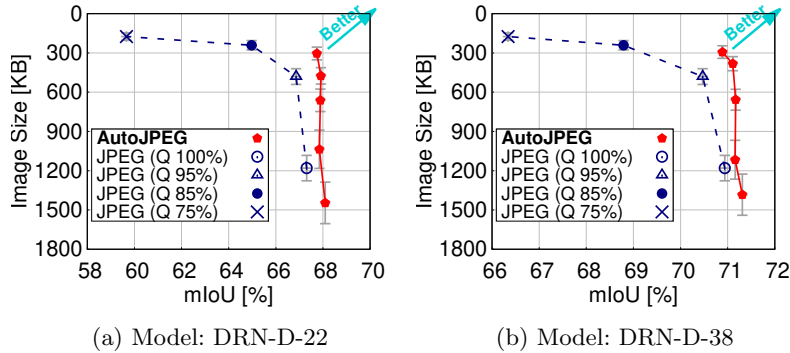 0
300
600
900
1200
1500
1800
Image Size [KB]
Better
AutoJPEG
JPEG (Q 100%)
JPEG (Q 95%)
JPEG (Q 85%)
JPEG (Q 75%)
58 60 62 64 66 68 70
mIoU [%]
(a) Model: DRN-D-22
0
300
600
900
1200
1500
1800
Image Size [KB]
Better
AutoJPEG
JPEG (Q 100%)
JPEG (Q 95%)
JPEG (Q 85%)
JPEG (Q 75%)
66 67 68 69 70 71 72
mIoU [%]
(b) Model: DRN-D-38